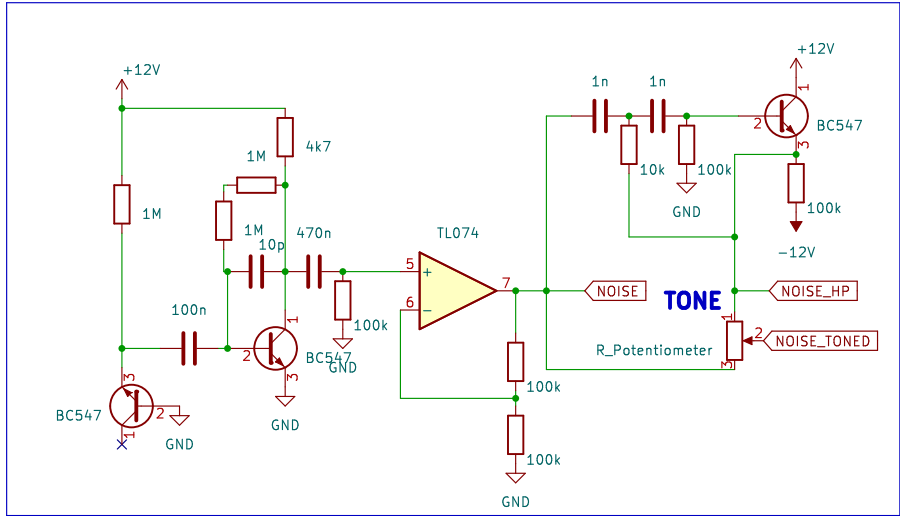 +12V
1M
100n
BC547
3
2
1
GND
4k7
1M
1M
10p
470n
1
2
3
BC547
GND
100k
GND
TL074
5
+
6
−
7
100k
100k
GND
NOISE
1n
1n
10k
100k
GND
+12V
1
2
3
BC547
100k
-12V
TONE
NOISE_HP
R_Potentiometer
1
2
3
NOISE_TONED